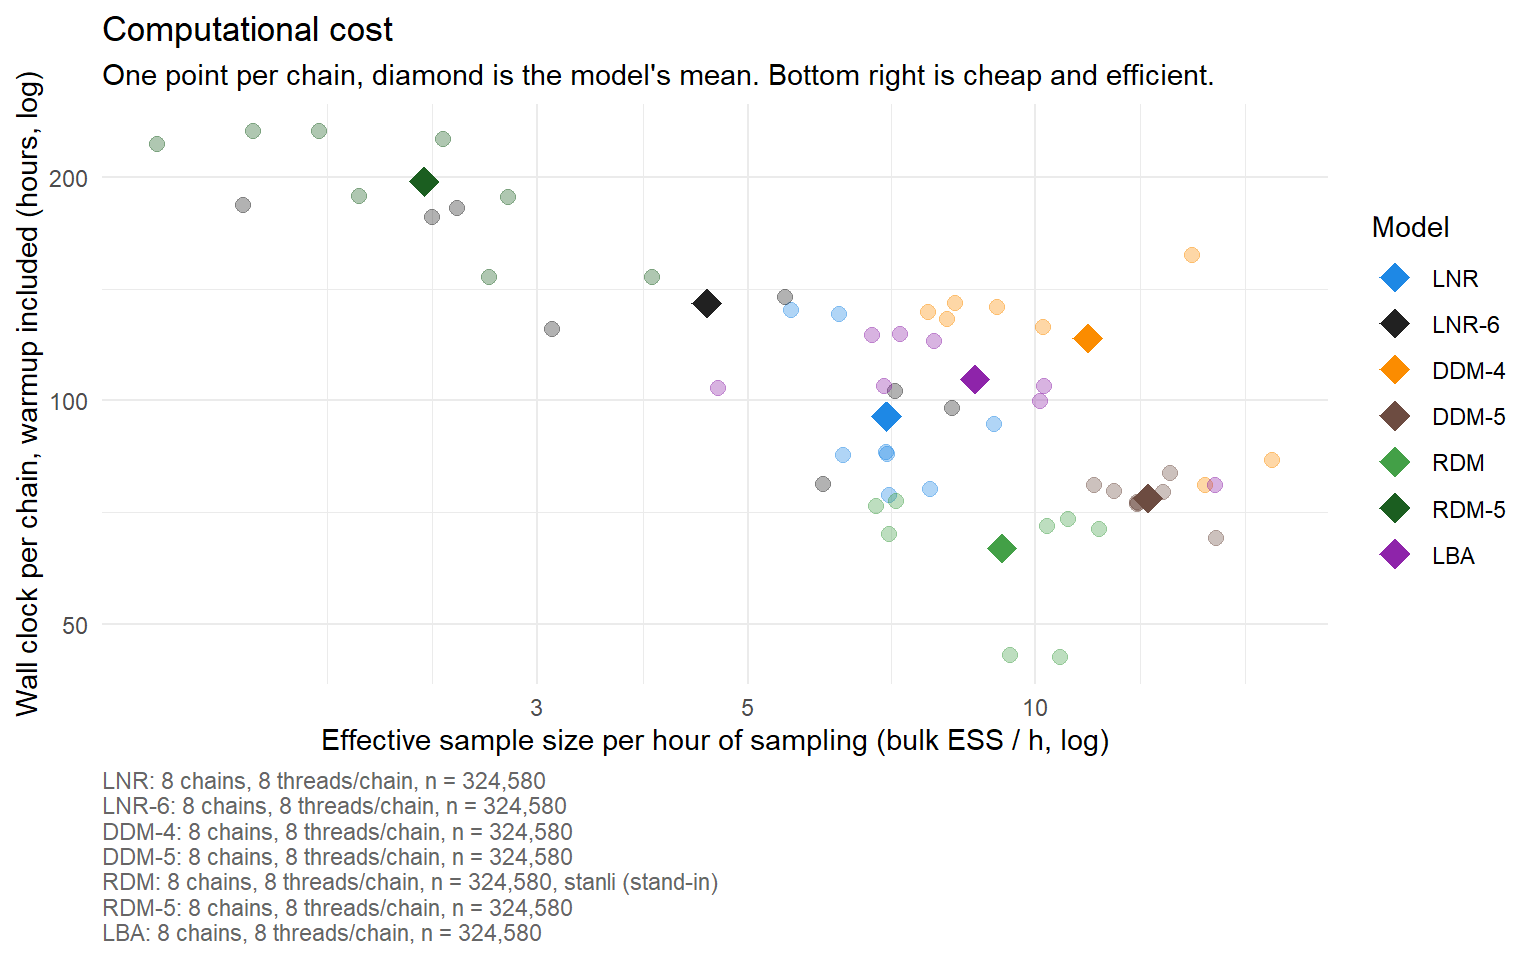 Computational cost
One point per chain, diamond is the model's mean. Bottom right is cheap and efficient.
Wall clock per chain, warmup included (hours, log)
200
100
50
3
5
10
Effective sample size per hour of sampling (bulk ESS / h, log)
Model
LNR
LNR-6
DDM-4
DDM-5
RDM
RDM-5
LBA
LNR: 8 chains, 8 threads/chain, n = 324,580
LNR-6: 8 chains, 8 threads/chain, n = 324,580
DDM-4: 8 chains, 8 threads/chain, n = 324,580
DDM-5: 8 chains, 8 threads/chain, n = 324,580
RDM: 8 chains, 8 threads/chain, n = 324,580, stanli (stand-in)
RDM-5: 8 chains, 8 threads/chain, n = 324,580
LBA: 8 chains, 8 threads/chain, n = 324,580